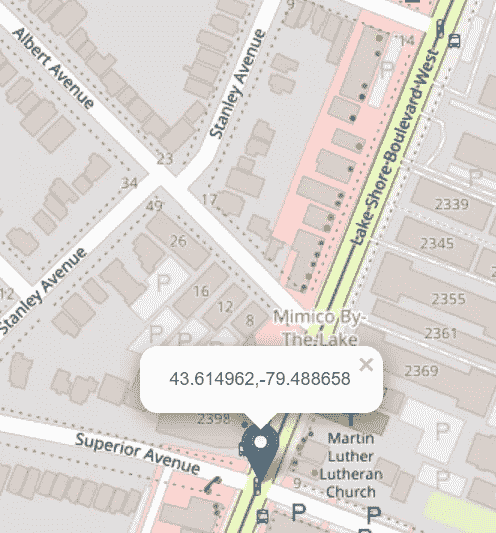 9
14
Albert Avenue
Stanley Avenue
P
Lake Shore Boulevard West
23
34
49
17
P
2339
2345
26
Stanley Avenue
12
P
16
12
8
2355
Mimico By-
The-Lake
2361
P
P
2369
43.614962,-79.488658
×
2398
Superior Avenue
Martin
Luther
Lutheran
Church
P
P
9
P
P